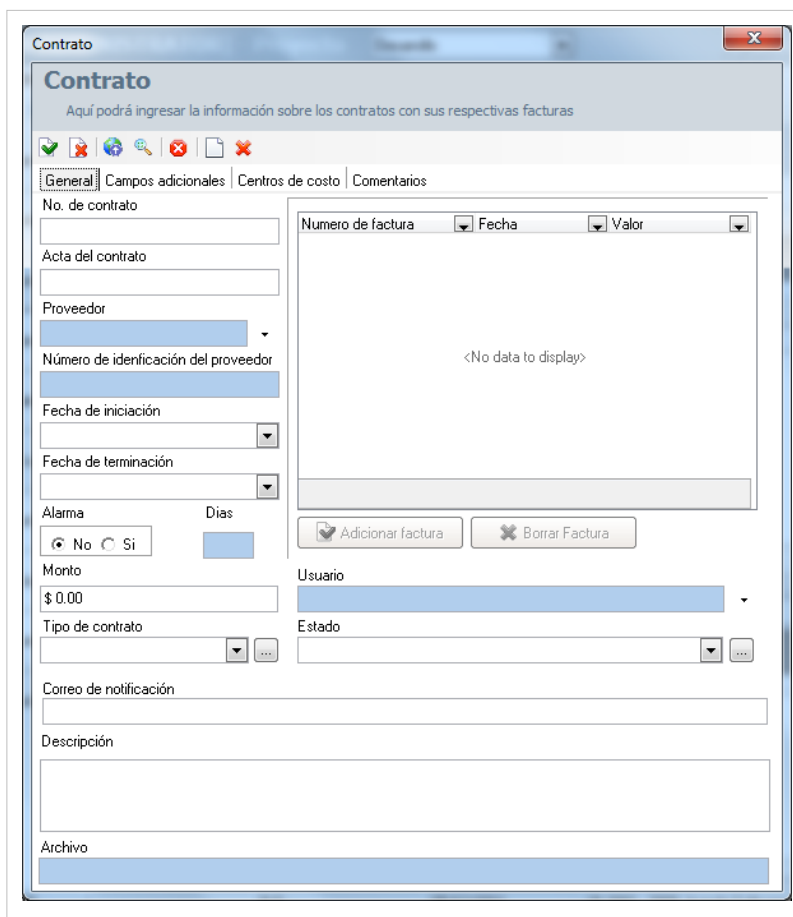 Contrato
Contrato
Aquí podrá ingresar la información sobre los contratos con sus respectivas facturas
General Campos adicionales Centros de costo Comentarios
No. de contrato
Numero de factura Fecha Valor
Acta del contrato
Proveedor
<No data to display>
Número de idenficación del proveedor
Fecha de iniciación
Fecha de terminación
Alarma Dias
No Si
Adicionar factura Borrar Factura
Monto
Usuario
$ 0.00
Tipo de contrato Estado
... ...
Correo de notificación
Descripción
Archivo